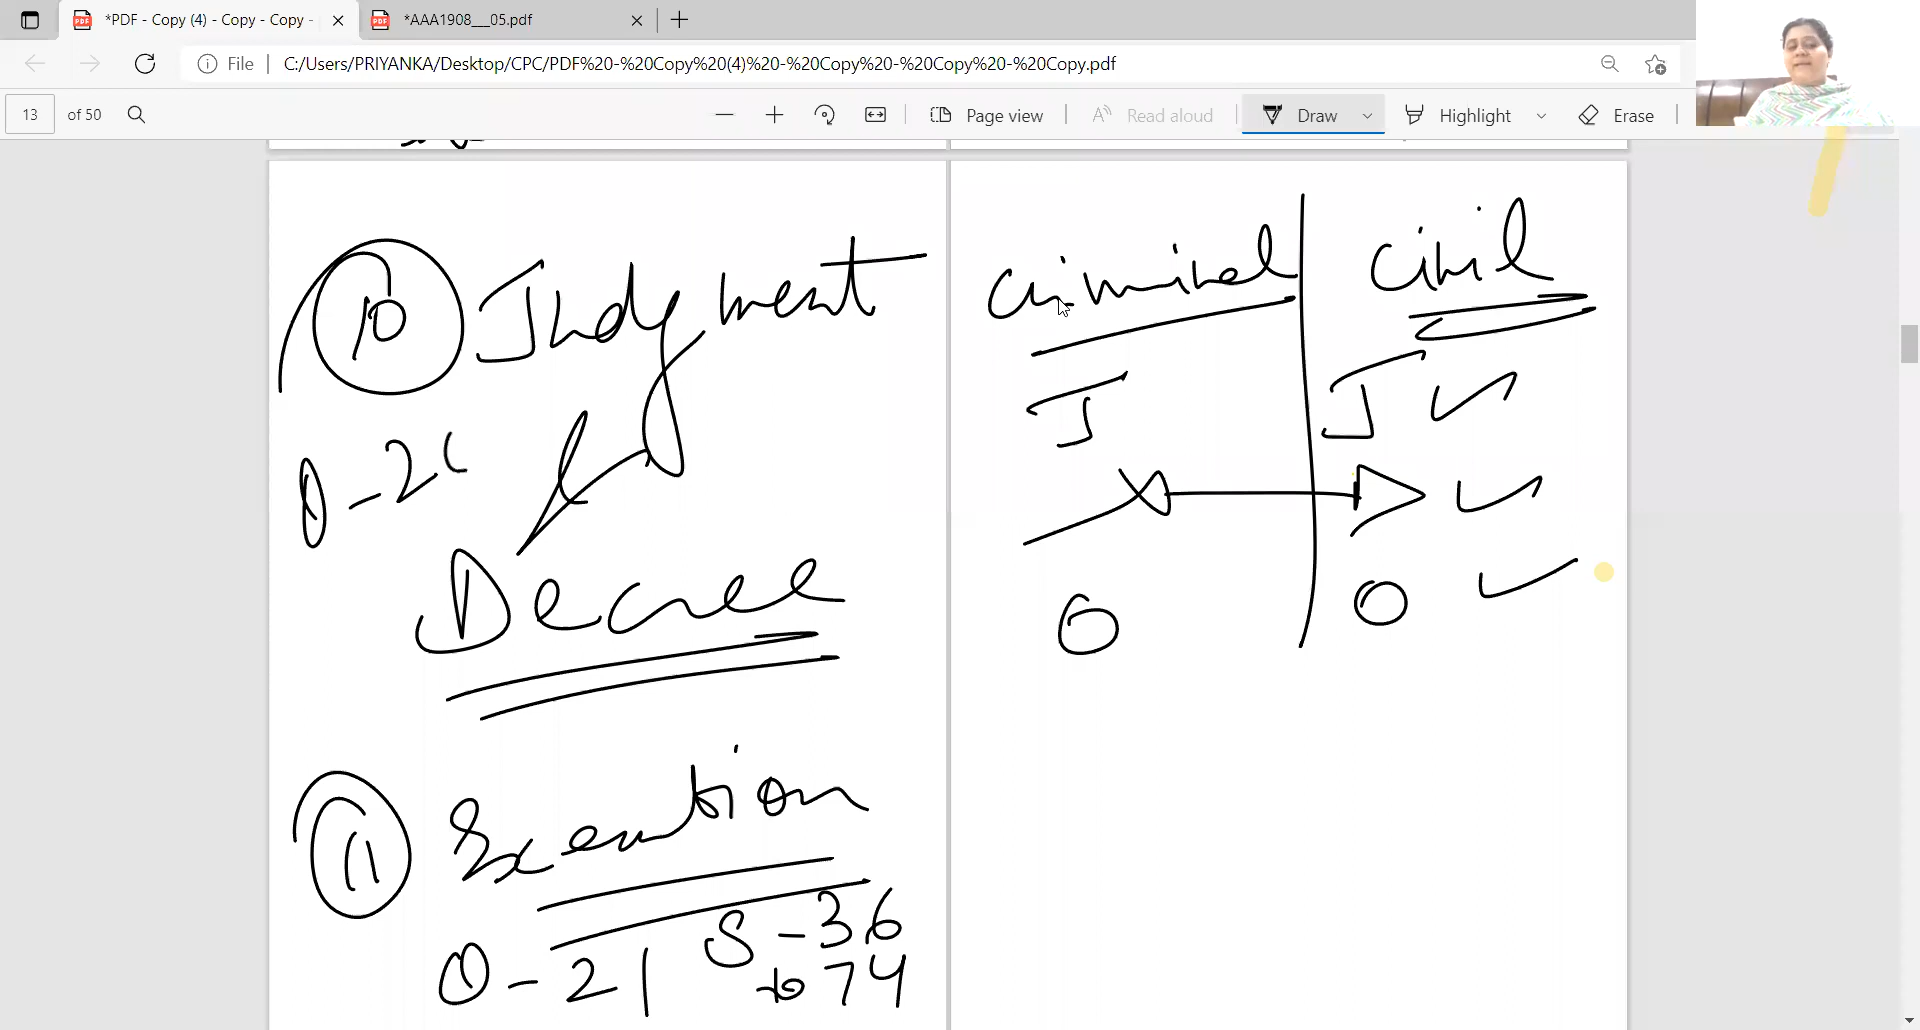 *PDF - Copy (4) - Copy - Copy -
*AAA1908___05.pdf
File
C:/Users/PRIYANKA/Desktop/CPC/PDF%20-%20Copy%20(4)%20-%20Copy%20-%20Copy%20-%20Copy.pdf
13 of 50
Page view
Read aloud
Draw
Highlight
Erase
10 Judgment
O-20
Decree
11 Execution
O-21 S-36
to 74
Criminal Civil
J J
O O